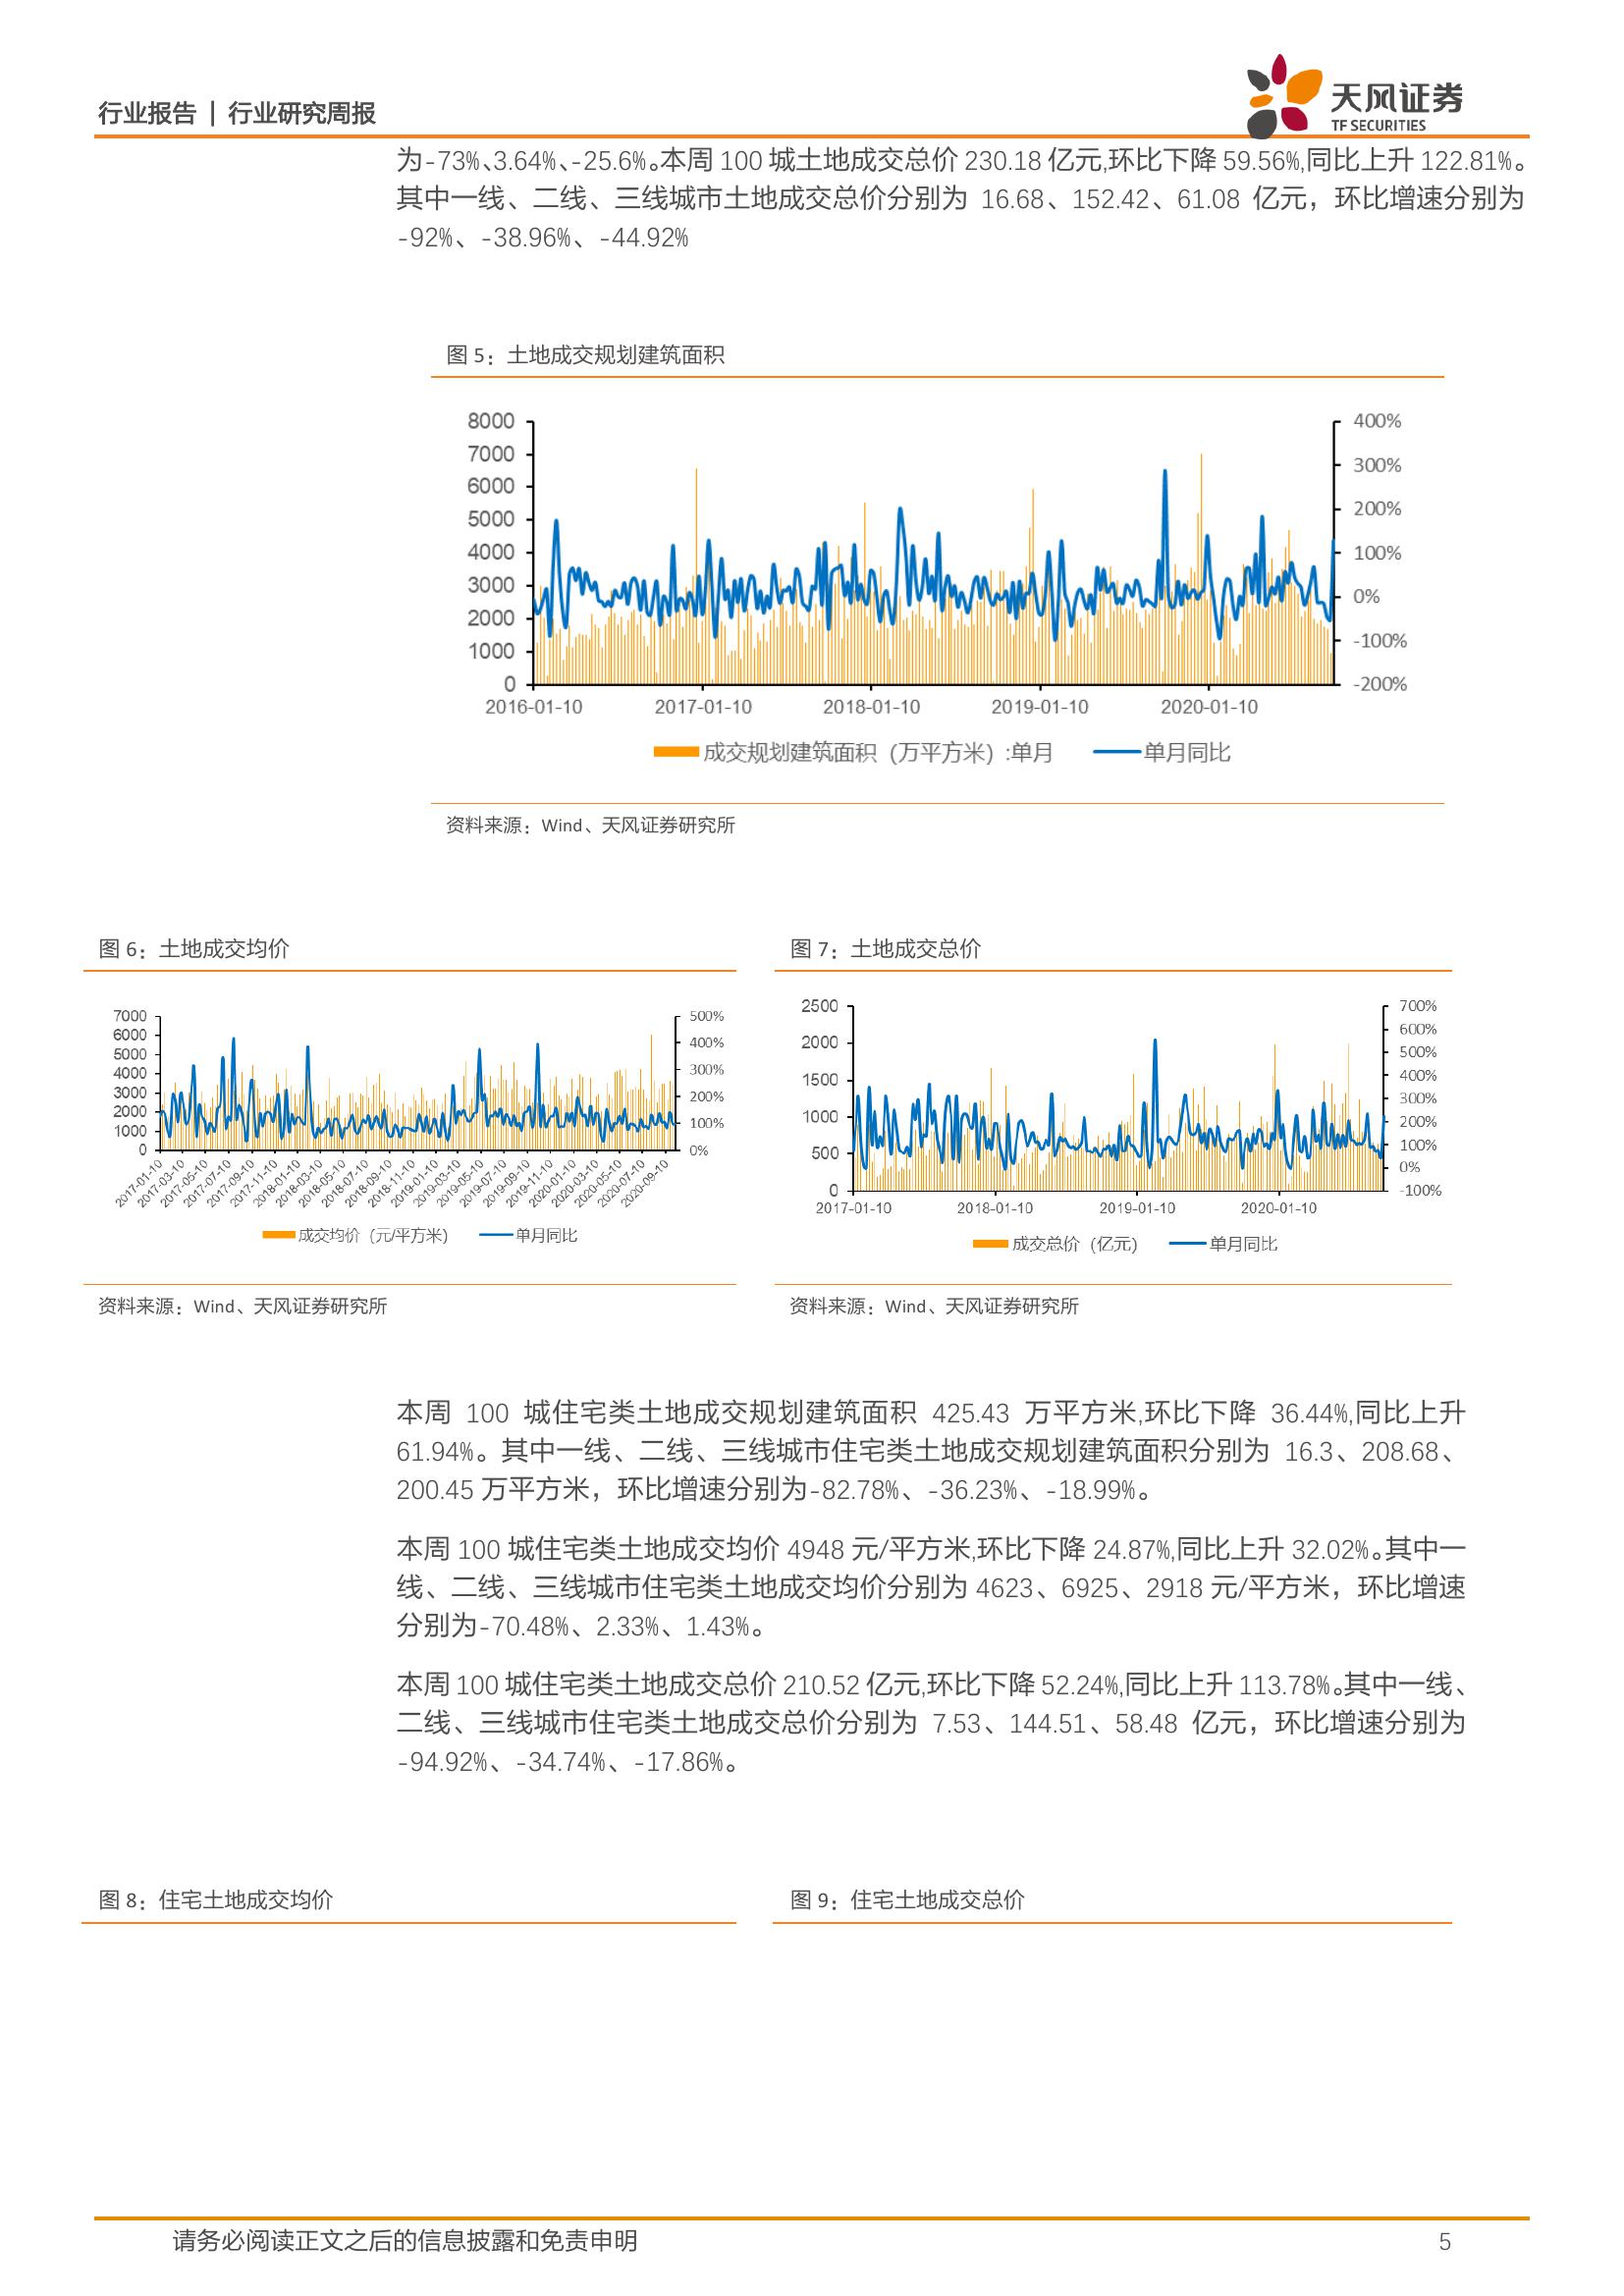 行业报告 | 行业研究周报
天风证券
TF SECURITIES
为-73%、3.64%、-25.6%。本周 100 城土地成交总价 230.18 亿元,环比下降 59.56%,同比上升 122.81%。
其中一线、二线、三线城市土地成交总价分别为 16.68、152.42、61.08 亿元，环比增速分别为
-92%、-38.96%、-44.92%
图 5：土地成交规划建筑面积
8000
7000
6000
5000
4000
3000
2000
1000
0
400%
300%
200%
100%
0%
-100%
-200%
2016-01-10 2017-01-10 2018-01-10 2019-01-10 2020-01-10
成交规划建筑面积（万平方米）:单月 单月同比
资料来源：Wind、天风证券研究所
图 6：土地成交均价
7000
6000
5000
4000
3000
2000
1000
0
500%
400%
300%
200%
100%
0%
2017-01-10 2017-03-10 2017-05-10 2017-07-10 2017-09-10 2017-11-10 2018-01-10 2018-03-10 2018-05-10 2018-07-10 2018-09-10 2018-11-10 2019-01-10 2019-03-10 2019-05-10 2019-07-10 2019-09-10 2019-11-10 2020-01-10 2020-03-10 2020-05-10 2020-07-10 2020-09-10
成交均价（元/平方米） 单月同比
资料来源：Wind、天风证券研究所
图 7：土地成交总价
2500
2000
1500
1000
500
0
700%
600%
500%
400%
300%
200%
100%
0%
-100%
2017-01-10 2018-01-10 2019-01-10 2020-01-10
成交总价（亿元） 单月同比
资料来源：Wind、天风证券研究所
本周 100 城住宅类土地成交规划建筑面积 425.43 万平方米,环比下降 36.44%,同比上升
61.94%。其中一线、二线、三线城市住宅类土地成交规划建筑面积分别为 16.3、208.68、
200.45 万平方米，环比增速分别为-82.78%、-36.23%、-18.99%。
本周 100 城住宅类土地成交均价 4948 元/平方米,环比下降 24.87%,同比上升 32.02%。其中一
线、二线、三线城市住宅类土地成交均价分别为 4623、6925、2918 元/平方米，环比增速
分别为-70.48%、2.33%、1.43%。
本周 100 城住宅类土地成交总价 210.52 亿元,环比下降 52.24%,同比上升 113.78%。其中一线、
二线、三线城市住宅类土地成交总价分别为 7.53、144.51、58.48 亿元，环比增速分别为
-94.92%、-34.74%、-17.86%。
图 8：住宅土地成交均价
图 9：住宅土地成交总价
请务必阅读正文之后的信息披露和免责申明
5